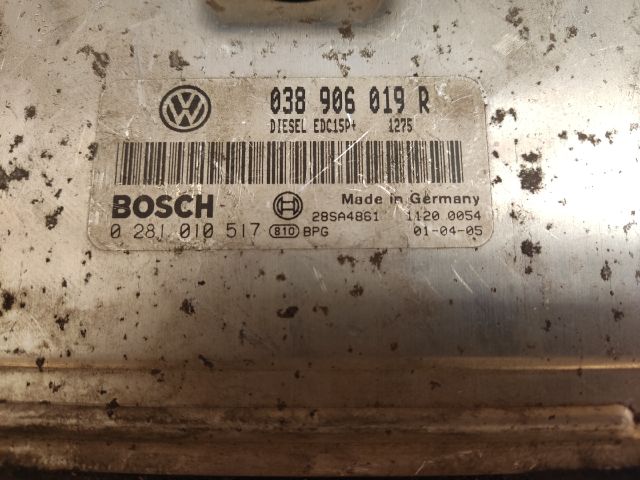 VW
038 906 019 R
DIESEL EDC15P+ 1275
BOSCH
Made in Germany
28SA4861 1120 0054
0 281 010 517 810 BPG 01-04-05